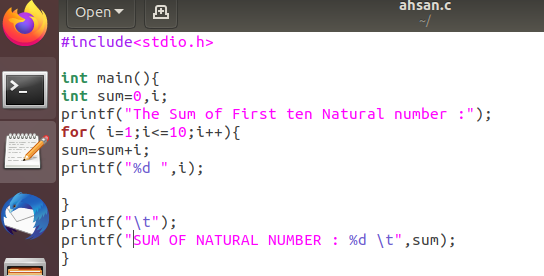 Open
ahsan.c
~/
#include<stdio.h>
int main(){
int sum=0,i;
printf("The Sum of First ten Natural number :");
for( i=1;i<=10;i++){
sum=sum+i;
printf("%d ",i);
}
printf("\t");
printf("SUM OF NATURAL NUMBER : %d \t",sum);
}